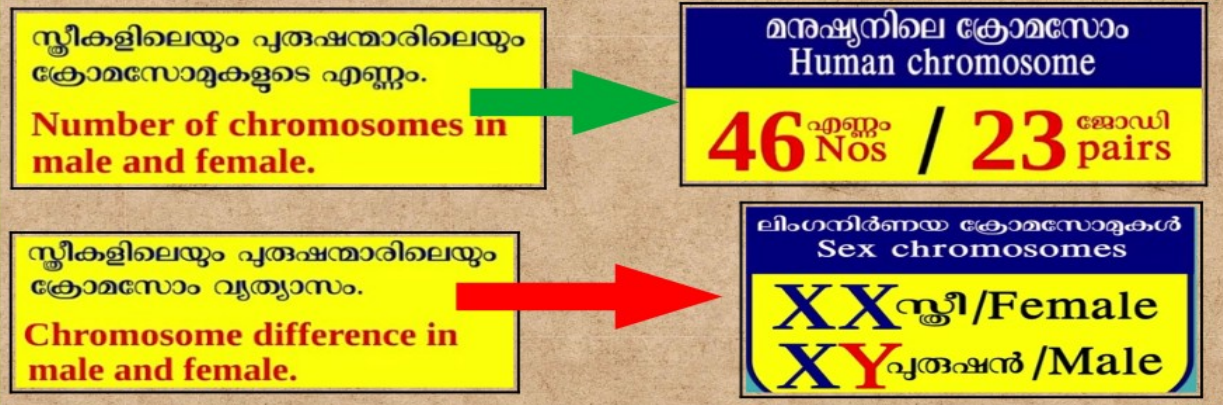 സ്ത്രീകളിലെയും പുരുഷന്മാരിലെയും
ക്രോമസോമുകളുടെ എണ്ണം.
Number of chromosomes in
male and female.
മനുഷ്യനിലെ ക്രോമസോം
Human chromosome
46 എണ്ണം Nos / 23 ജോഡി pairs
സ്ത്രീകളിലെയും പുരുഷന്മാരിലെയും
ക്രോമസോം വ്യത്യാസം.
Chromosome difference in
male and female.
ലിംഗനിർണയ ക്രോമസോമുകൾ
Sex chromosomes
XX സ്ത്രീ/Female
XY പുരുഷൻ /Male